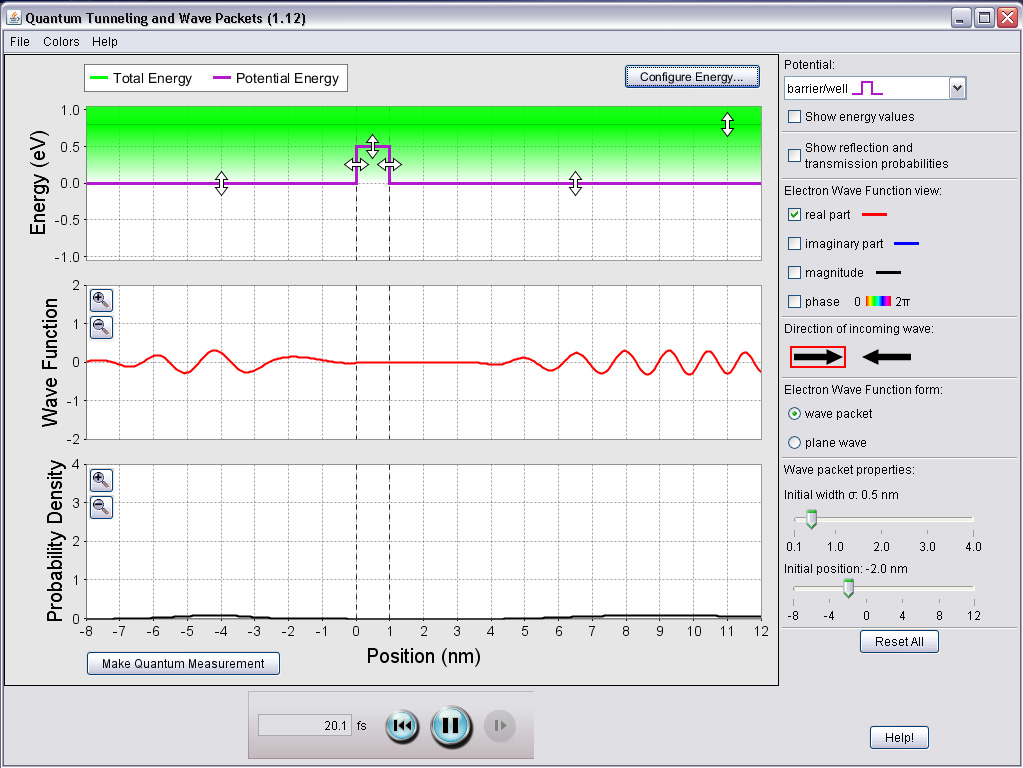 Quantum Tunneling and Wave Packets (1.12)
File Colors Help
Total Energy Potential Energy
Configure Energy...
Energy (eV)
1.0
0.5
0.0
-0.5
-1.0
Wave Function
2
1
0
-1
-2
Probability Density
4
3
2
1
0
-8 -7 -6 -5 -4 -3 -2 -1 0 1 2 3 4 5 6 7 8 9 10 11 12
Position (nm)
Make Quantum Measurement
20.1 fs
Potential:
barrier/well
Show energy values
Show reflection and
transmission probabilities
Electron Wave Function view:
real part
imaginary part
magnitude
phase 0 2π
Direction of incoming wave:
Electron Wave Function form:
wave packet
plane wave
Wave packet properties:
Initial width σ: 0.5 nm
0.1 1.0 2.0 3.0 4.0
Initial position: -2.0 nm
-8 -4 0 4 8 12
Reset All
Help!